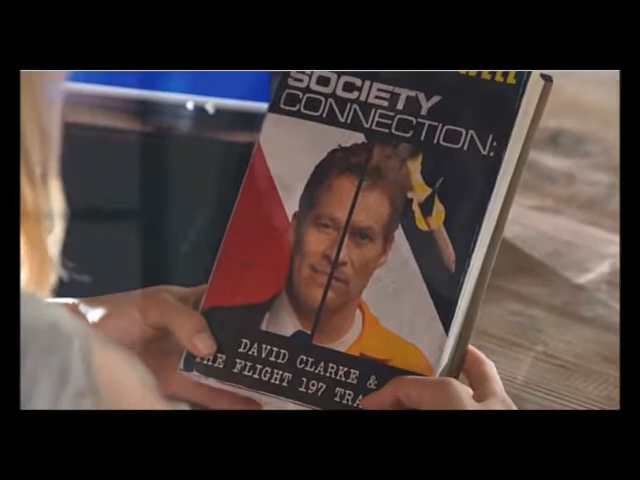 SOCIETY
CONNECTION:
DAVID CLARKE &
THE FLIGHT 197